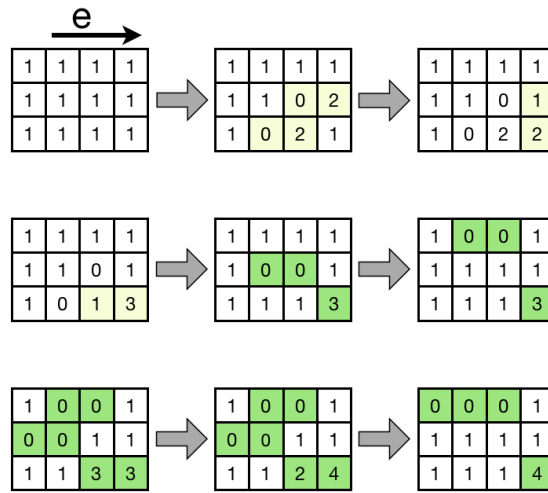 e
1 1 1 1 1 1 1 1 1 1 1 1
1 1 1 1 1 1 0 2 1 1 0 1
1 1 1 1 1 0 2 1 1 0 2 2
1 1 1 1 1 1 1 1 1 0 0 1
1 1 0 1 1 0 0 1 1 1 1 1
1 0 1 3 1 1 1 3 1 1 1 3
1 0 0 1 1 0 0 1 0 0 0 1
0 0 1 1 0 0 1 1 1 1 1 1
1 1 3 3 1 1 2 4 1 1 1 4